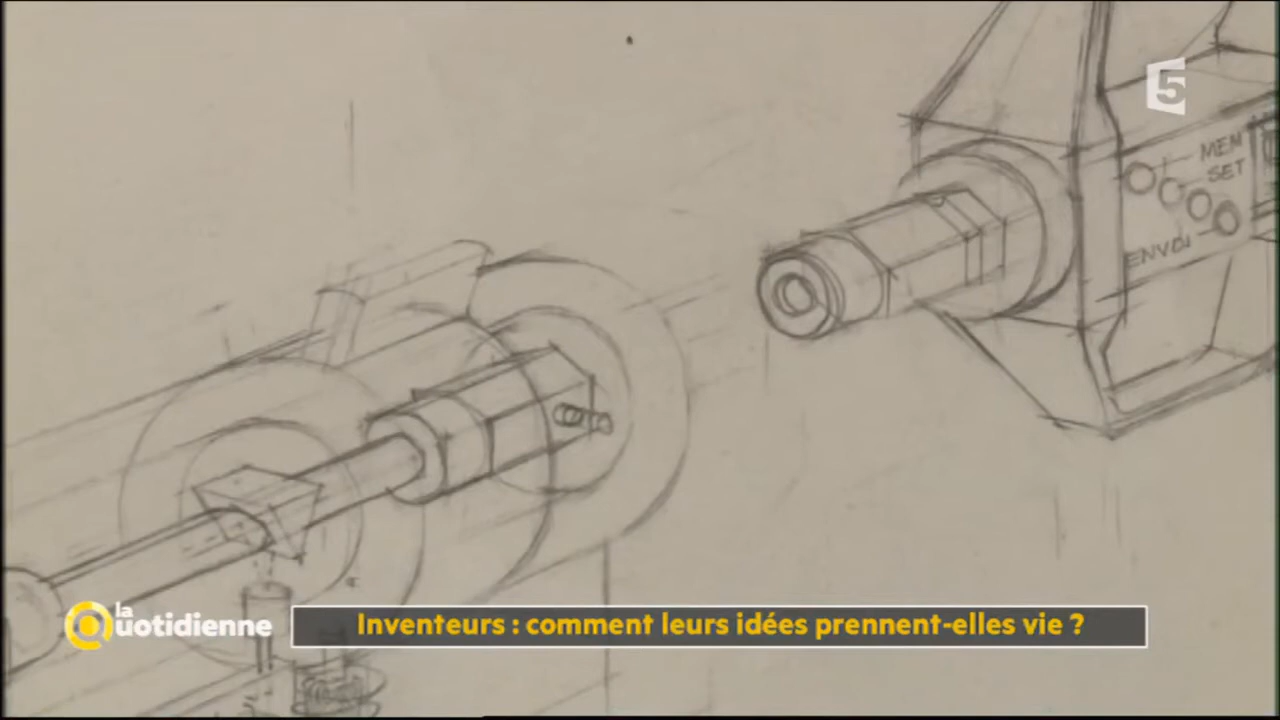 5
MEM
SET
ENVOI
la
Quotidienne
Inventeurs : comment leurs idées prennent-elles vie ?